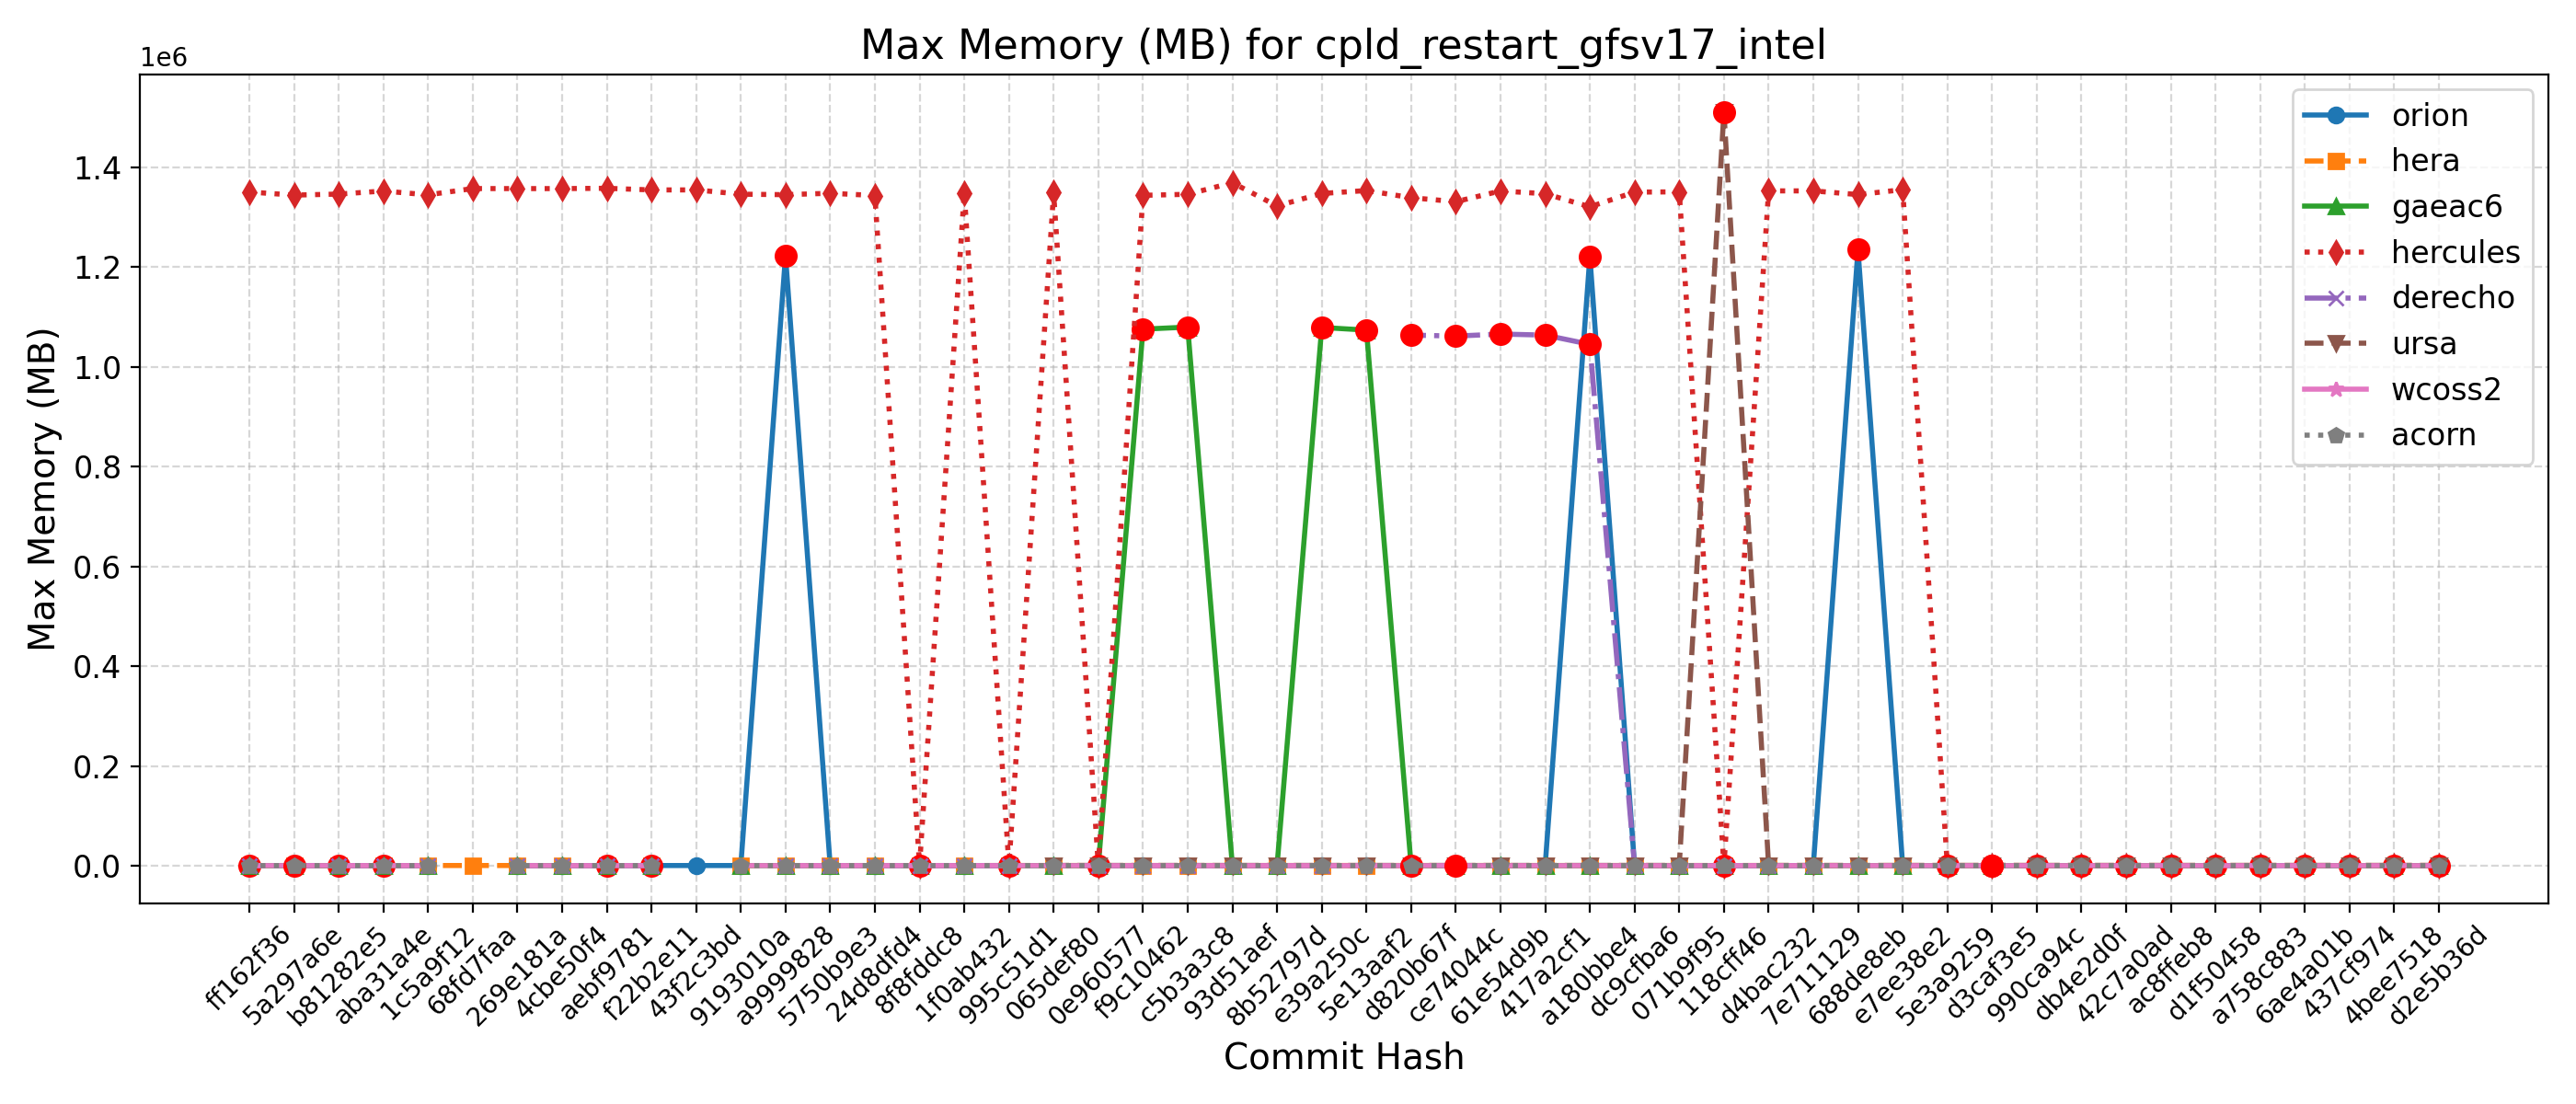 Max Memory (MB) for cpld_restart_gfsv17_intel
1e6
1.4
1.2
1.0
0.8
0.6
0.4
0.2
0.0
Max Memory (MB)
orion
hera
gaeac6
hercules
derecho
ursa
wcoss2
acorn
ff162f36
5a297a6e
b81282e5
aba31a4e
1c5a9f12
68fd7faa
269e181a
4cbe50f4
aebf9781
f22b2e11
43f2c3bd
9193010a
a9999828
5750b9e3
24d8dfd4
8f8fddc8
1f0ab432
995c51d1
065def80
0e960577
f9c10462
c5b3a3c8
93d51aef
8b52797d
e39a250c
5e13aaf2
d820b67f
ce74044c
61e54d9b
417a2cf1
a180bbe4
dc9cfba6
071b9f95
118cff46
d4bac232
7e711129
688de8eb
e7ee38e2
5e3a9259
d3caf3e5
990ca94c
db4e2d0f
42c7a0ad
ac8ffeb8
d1f50458
a758c883
6ae4a01b
437cf974
4bee7518
d2e5b36d
Commit Hash